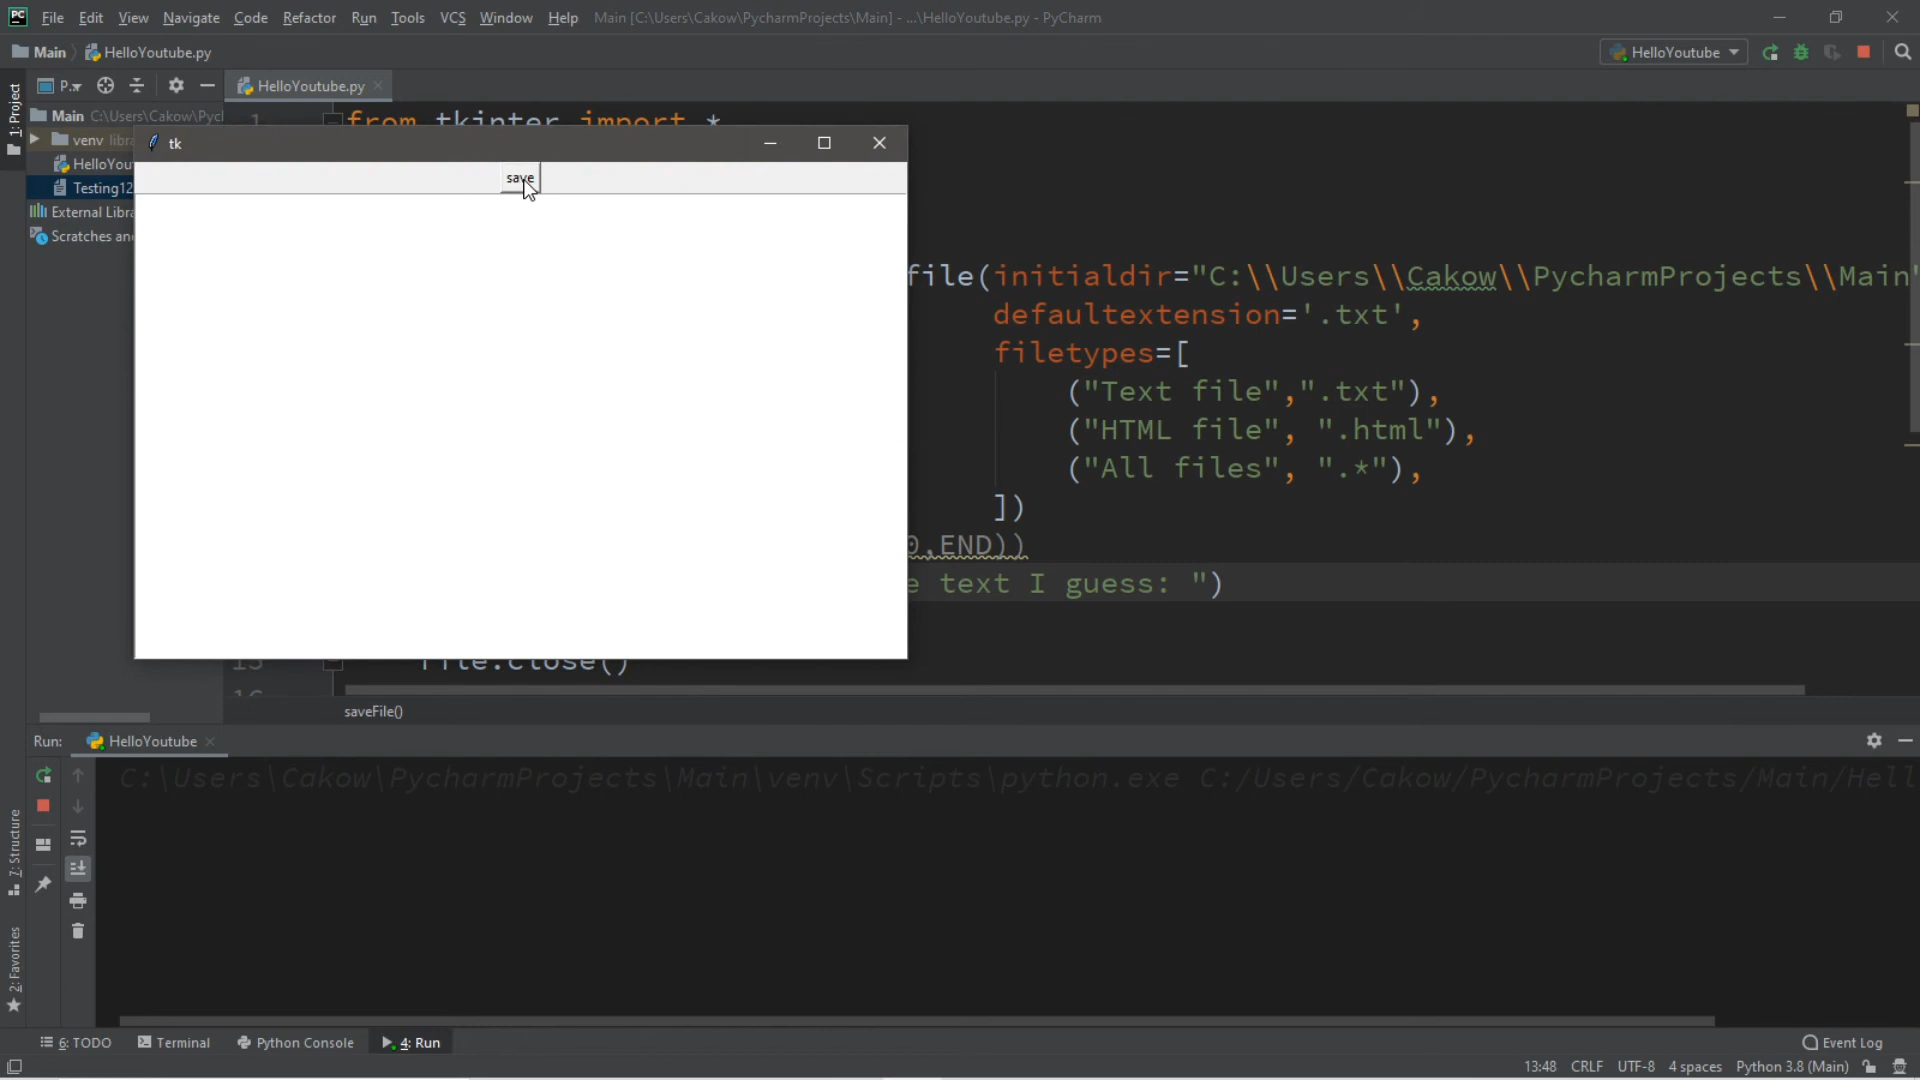 PC File Edit View Navigate Code Refactor Run Tools VCS Window Help Main [C:\Users\Cakow\PycharmProjects\Main] - ...\HelloYoutube.py - PyCharm
Main HelloYoutube.py HelloYoutube
P... HelloYoutube.py
1: Project
Main C:\Users\Cakow\Pycl
venv libra
HelloYou
Testing12
External Libra
Scratches and
1 from tkinter import *
tk
save
file(initialdir="C:\\Users\\Cakow\\PycharmProjects\\Main"
defaultextension='.txt',
filetypes=[
("Text file",".txt"),
("HTML file", ".html"),
("All files", ".*"),
])
0,END))
e text I guess: ")
15 file.close()
16
saveFile()
Run: HelloYoutube
C:\Users\Cakow\PycharmProjects\Main\venv\Scripts\python.exe C:/Users/Cakow/PycharmProjects/Main/Hell
7: Structure
2: Favorites
6: TODO Terminal Python Console 4: Run Event Log
13:48 CRLF UTF-8 4 spaces Python 3.8 (Main)